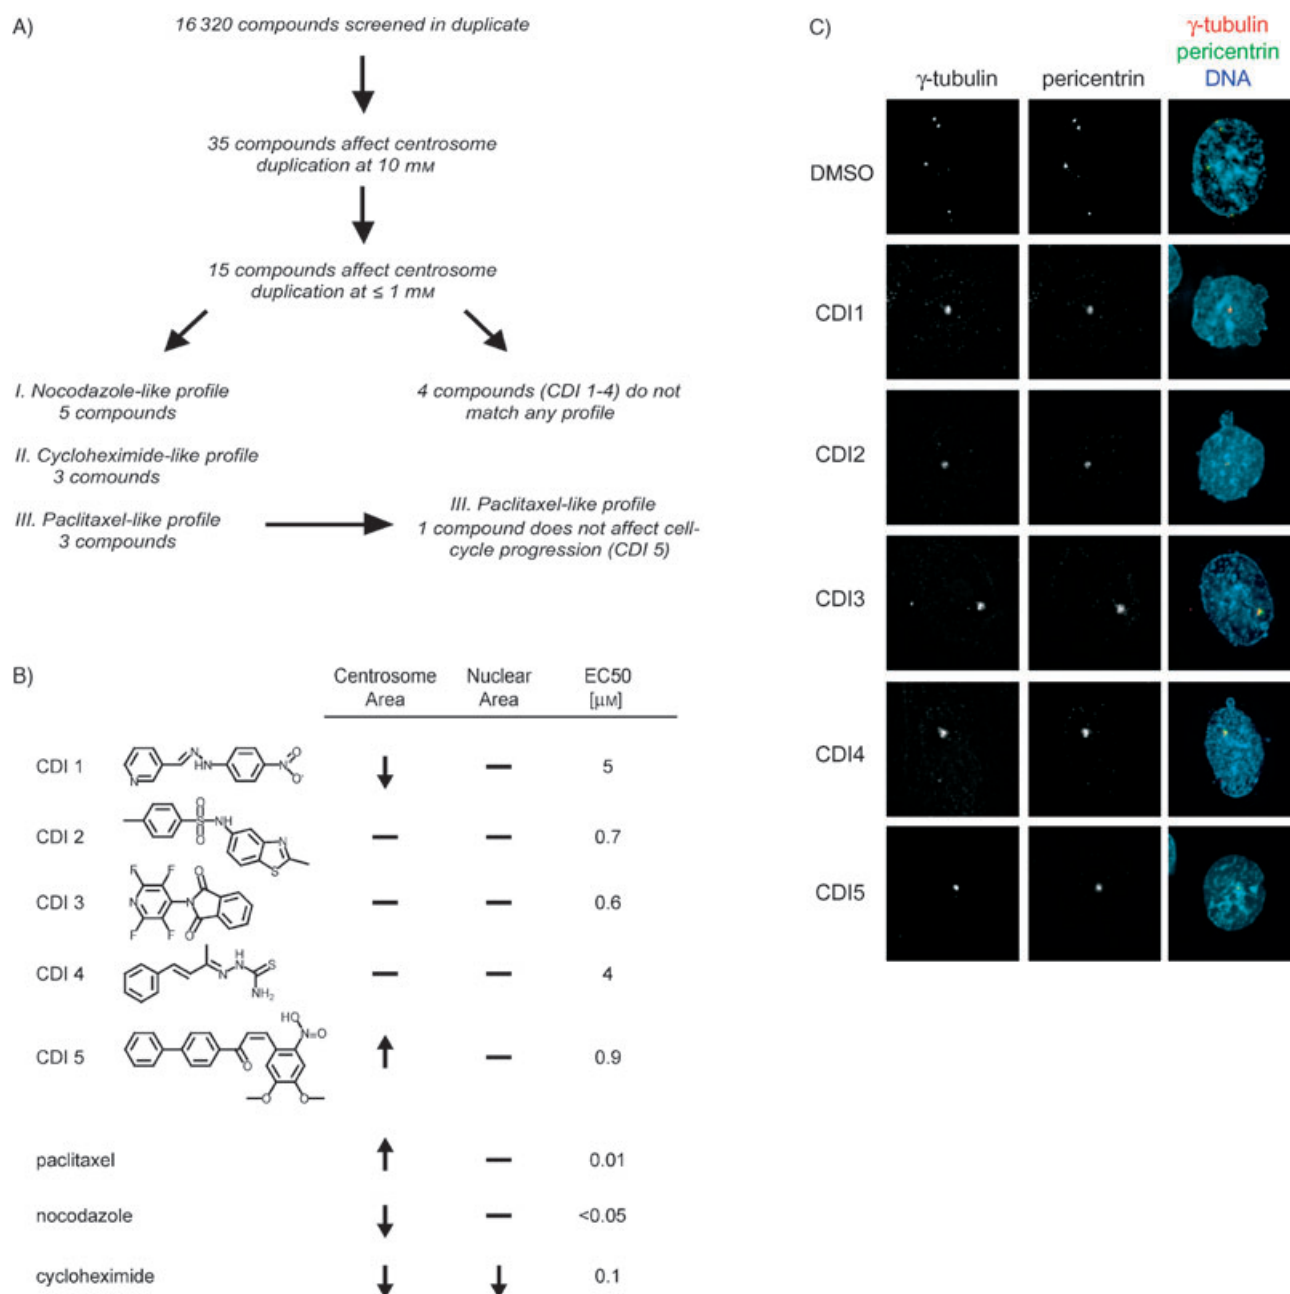 A)
16 320 compounds screened in duplicate
35 compounds affect centrosome
duplication at 10 mM
15 compounds affect centrosome
duplication at ≤ 1 mM
I. Nocodazole-like profile
5 compounds
4 compounds (CDI 1-4) do not
match any profile
II. Cycloheximide-like profile
3 comounds
III. Paclitaxel-like profile
3 compounds
III. Paclitaxel-like profile
1 compound does not affect cell-
cycle progression (CDI 5)
B)
Centrosome Area
Nuclear Area
EC50 [μM]
CDI 1
N
N
HN
N
O
O-
5
CDI 2
O
S
O
NH
N
S
0.7
CDI 3
F
F
N
F
F
O
N
O
0.6
CDI 4
N
H
N
S
NH2
4
CDI 5
O
HO
N=O
O
O
0.9
paclitaxel
0.01
nocodazole
<0.05
cycloheximide
0.1
C)
γ-tubulin
pericentrin
γ-tubulin
pericentrin
DNA
DMSO
CDI1
CDI2
CDI3
CDI4
CDI5